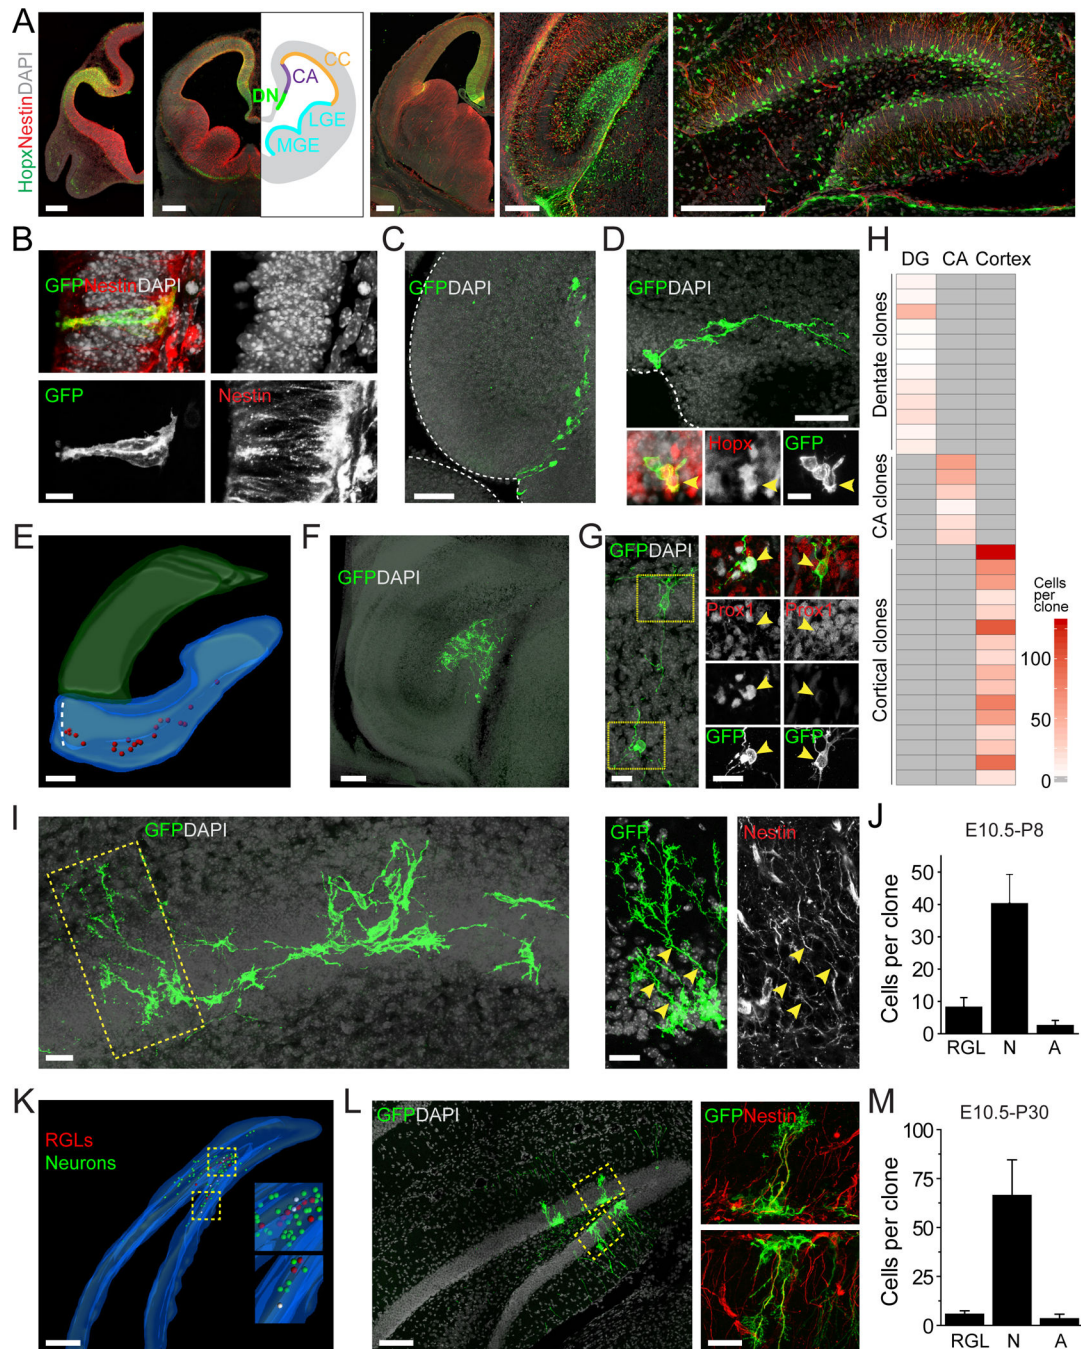 A
HopxNestinDAPI
CC
CA
DN
LGE
MGE
B
GFPNestinDAPI
GFP
Nestin
C
GFPDAPI
D
GFPDAPI
Hopx
GFP
E
F
GFPDAPI
G
GFPDAPI
Prox1
Prox1
GFP
GFP
H
DG
CA
Cortex
Dentate clones
CA clones
Cortical clones
Cells
per
clone
100
50
0
I
GFPDAPI
GFP
Nestin
J
E10.5-P8
Cells per clone
50
40
30
20
10
0
RGL
N
A
K
RGLs
Neurons
L
GFPDAPI
GFPNestin
M
E10.5-P30
Cells per clone
100
75
50
25
0
RGL
N
A